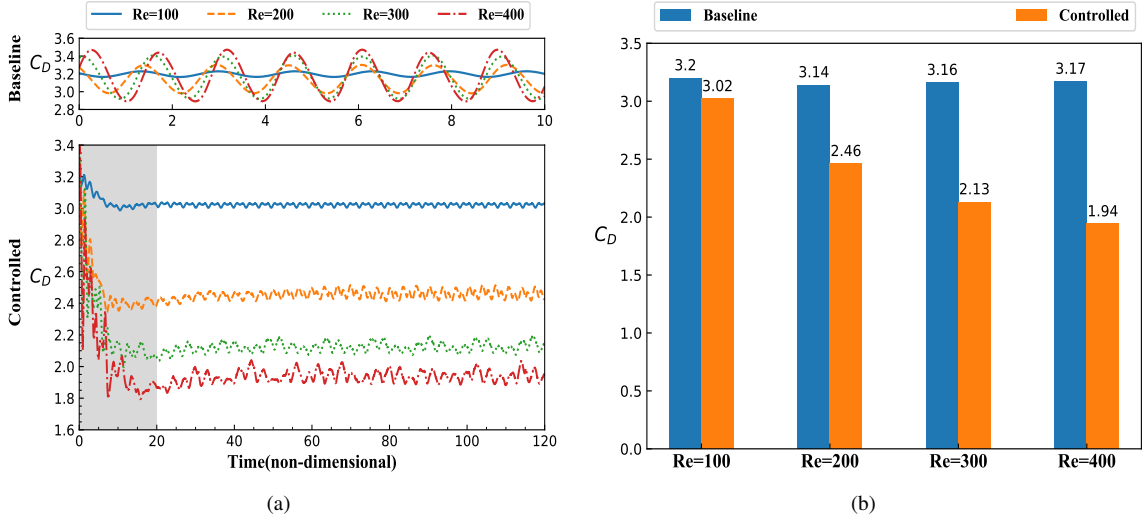 Re=100 Re=200 Re=300 Re=400
Baseline
C_D
3.6
3.4
3.2
3.0
2.8
0 2 4 6 8 10
Controlled
C_D
3.4
3.2
3.0
2.8
2.6
2.4
2.2
2.0
1.8
1.6
0 20 40 60 80 100 120
Time(non-dimensional)
(a)
Baseline Controlled
C_D
3.5
3.0
2.5
2.0
1.5
1.0
0.5
0.0
3.2 3.14 3.16 3.17
3.02 2.46 2.13 1.94
Re=100 Re=200 Re=300 Re=400
(b)